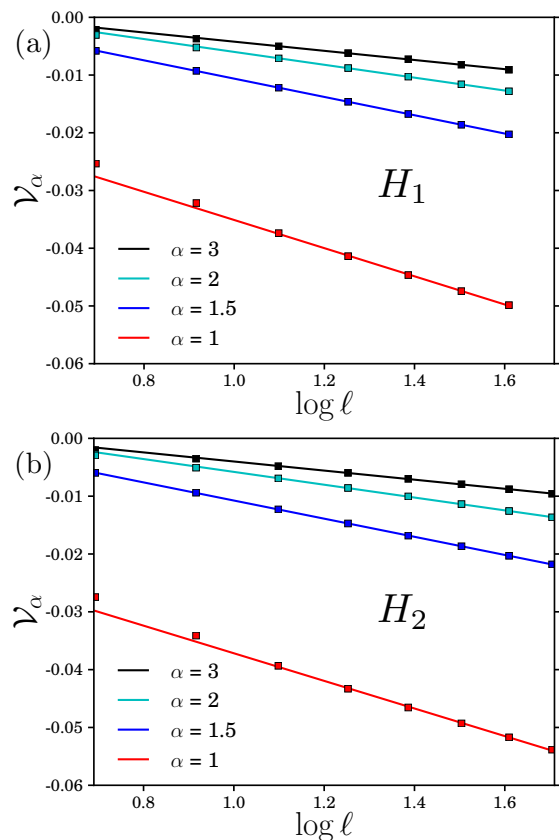 (a)
0.00
-0.01
-0.02
-0.03
-0.04
-0.05
-0.06
𝒱α
H1
α = 3
α = 2
α = 1.5
α = 1
0.8 1.0 1.2 1.4 1.6
log ℓ
(b)
0.00
-0.01
-0.02
-0.03
-0.04
-0.05
-0.06
𝒱α
H2
α = 3
α = 2
α = 1.5
α = 1
0.8 1.0 1.2 1.4 1.6
log ℓ